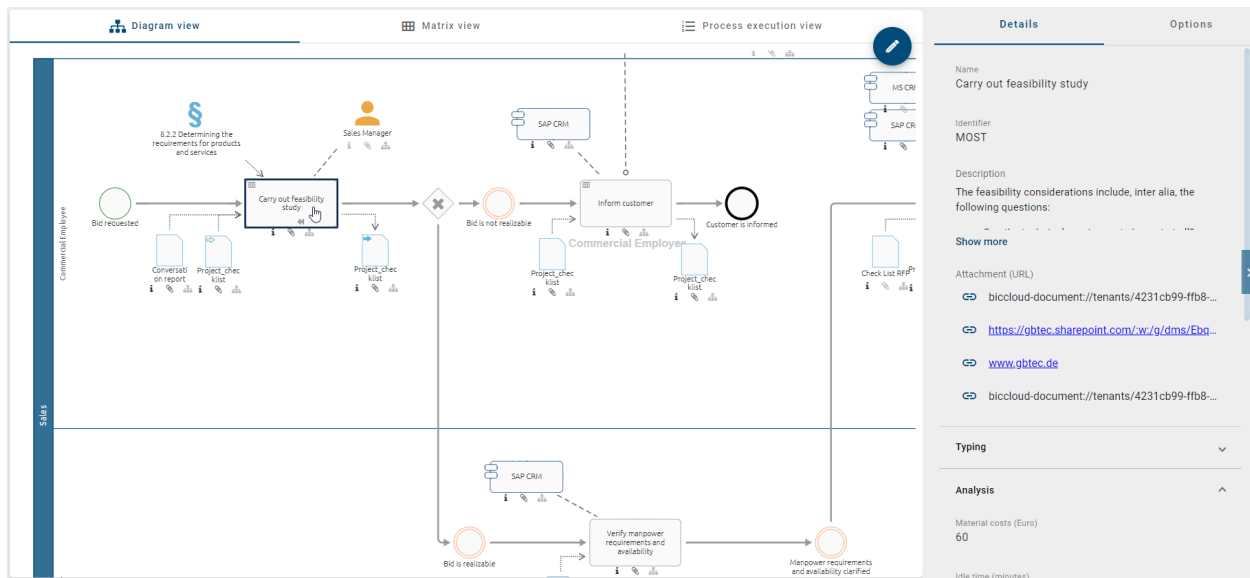 Diagram view
Matrix view
Process execution view
Details
Options
Sales
Commercial Employee
8.2.2 Determining the
requirements for products
and services
Sales Manager
SAP CRM
MS CRM
SAP CR
Bid requested
Carry out feasibility
study
Bid is not realizable
Inform customer
Customer is informed
Commercial Employee
Conversati
on report
Project_chec
klist
Project_chec
klist
Project_chec
klist
Project_chec
klist
Check List RFP
Pr
SAP CRM
Bid is realizable
Verify manpower
requirements and
availability
Manpower requirements
and availability clarified
Name
Carry out feasibility study
Identifier
MOST
Description
The feasibility considerations include, inter alia, the
following questions:
Show more
Attachment (URL)
biccloud-document://tenants/4231cb99-ffb8-...
https://gbtec.sharepoint.com/:w:/g/dms/Ebq...
www.gbtec.de
biccloud-document://tenants/4231cb99-ffb8-...
Typing
Analysis
Material costs (Euro)
60
Idle time (minutes)